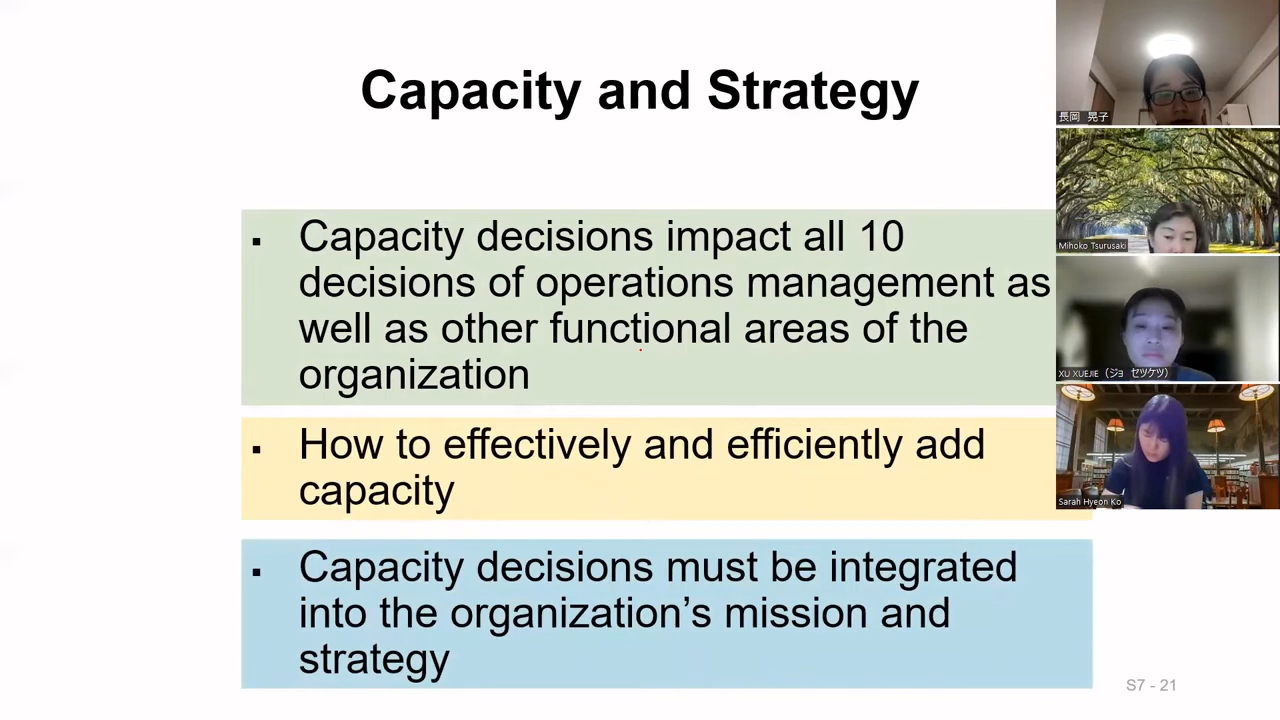 Capacity and Strategy
▪ Capacity decisions impact all 10
decisions of operations management as
well as other functional areas of the
organization
▪ How to effectively and efficiently add
capacity
▪ Capacity decisions must be integrated
into the organization’s mission and
strategy
S7 - 21
長岡 晃子
Mihoko Tsurusaki
XU XUEJIE（ジョ セツケツ）
Sarah Hyeon Ko